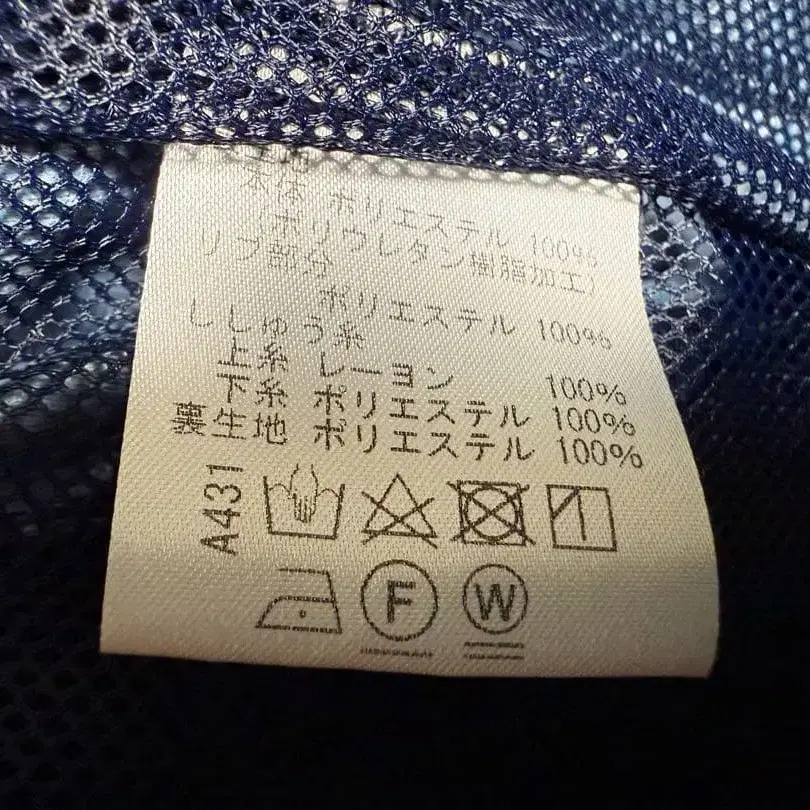 生地
本体 ポリエステル 100%
(ポリウレタン樹脂加工)
リブ部分
ポリエステル 100%
ししゅう糸
上糸 レーヨン 100%
下糸 ポリエステル 100%
裏生地 ポリエステル 100%
A431
F
W